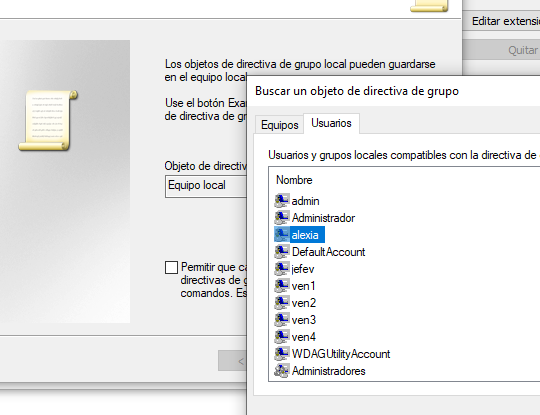 Editar extensi
Quitar
Los objetos de directiva de grupo local pueden guardarse
en el equipo local
Use el botón Exa
de directiva de gr
Objeto de directiv
Equipo local
Permitir que ca
directivas de g
comandos. Es
<
Buscar un objeto de directiva de grupo
Equipos
Usuarios
Usuarios y grupos locales compatibles con la directiva de
Nombre
admin
Administrador
alexia
DefaultAccount
jefev
ven1
ven2
ven3
ven4
WDAGUtilityAccount
Administradores